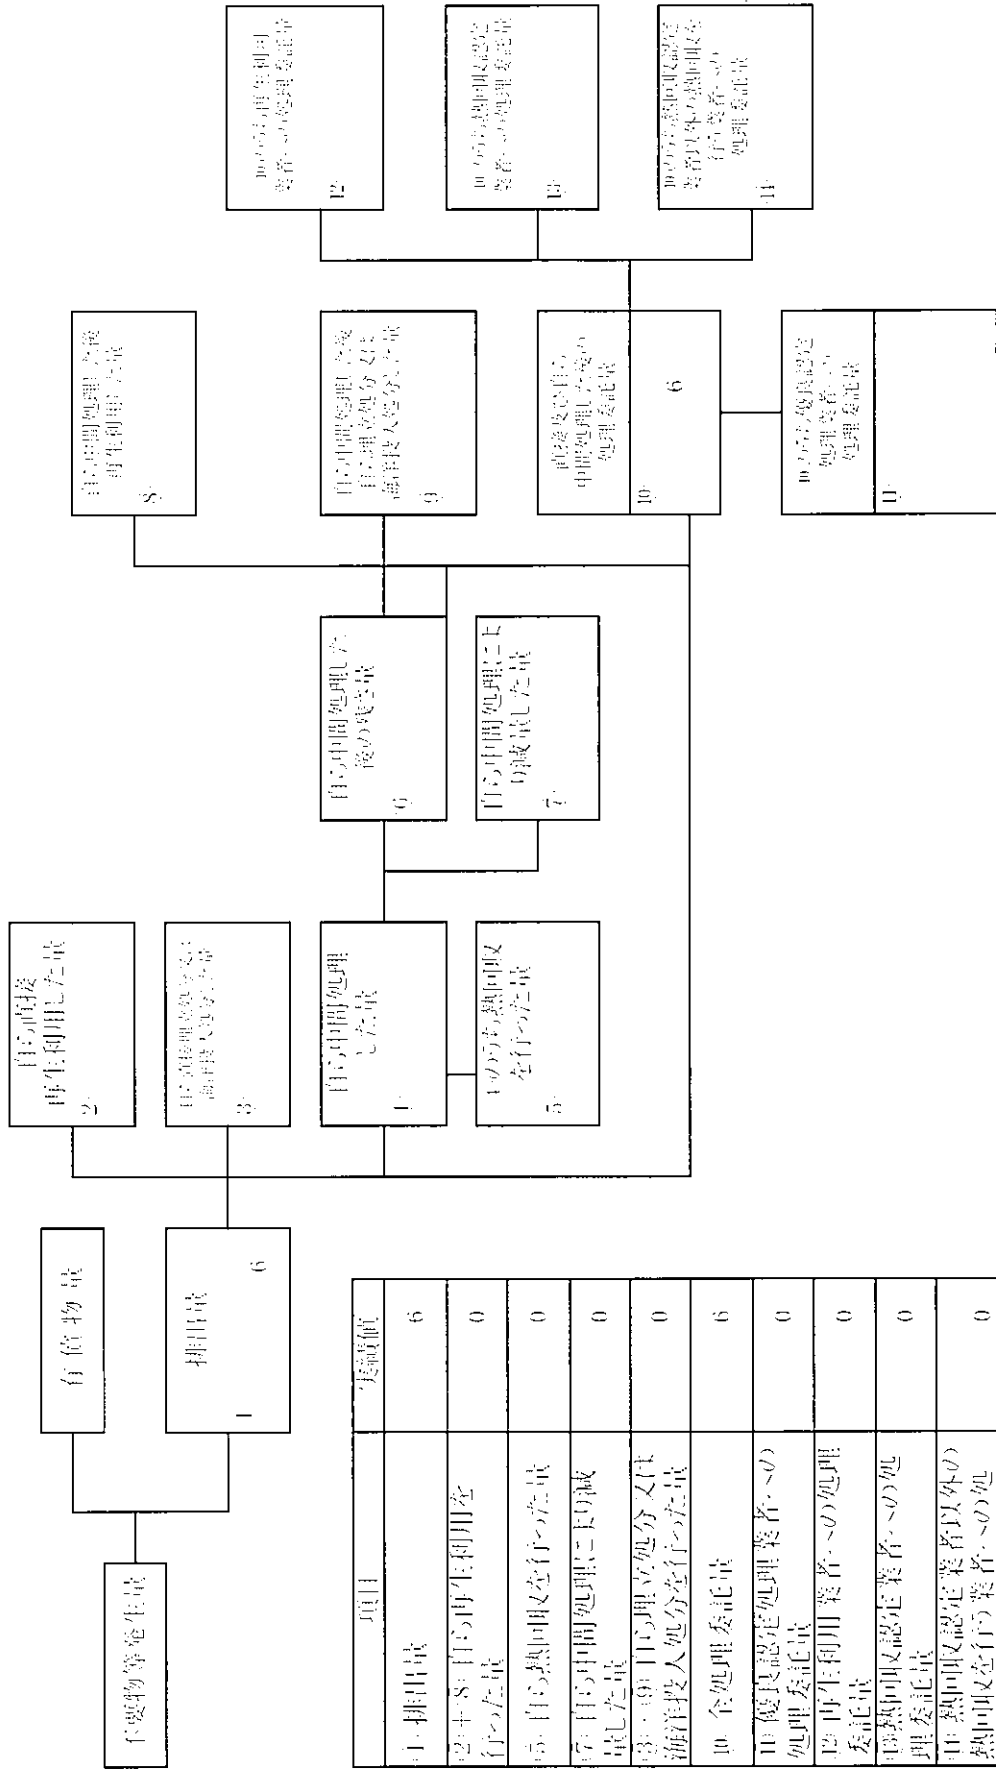 不要物等発生量
有償物量
排出量
①
6
自ら直接
再生利用した量
②
自ら直接埋立処分又は
海洋投入処分した量
③
自ら中間処理
した量
④
④のうち熱回収
を行った量
⑤
自ら中間処理した
後の残さ量
⑥
自ら中間処理によ
り減量した量
⑦
自ら中間処理した後
再生利用した量
⑧
自ら中間処理した後
自ら埋立処分又は
海洋投入処分した量
⑨
直接及び自ら
中間処理した後の
処理委託量
⑩
6
⑩のうち優良認定
処理業者への
処理委託量
⑪
⑩のうち再生利用
業者への処理委託量
⑫
⑩のうち熱回収認定
業者への処理委託量
⑬
⑩のうち熱回収認定
業者以外の熱回収を
行う業者への
処理委託量
⑭
項目 実績値
①排出量 6
②+⑧自ら再生利用を
行った量 0
⑤自ら熱回収を行った量 0
⑦自ら中間処理により減
量した量 0
③+⑨自ら埋立処分又は
海洋投入処分を行った量 0
⑩全処理委託量 6
⑪優良認定処理業者への
処理委託量 0
⑫再生利用業者への処理
委託量 0
⑬熱回収認定業者への処
理委託量 0
⑭熱回収認定業者以外の
熱回収を行う業者への処 0